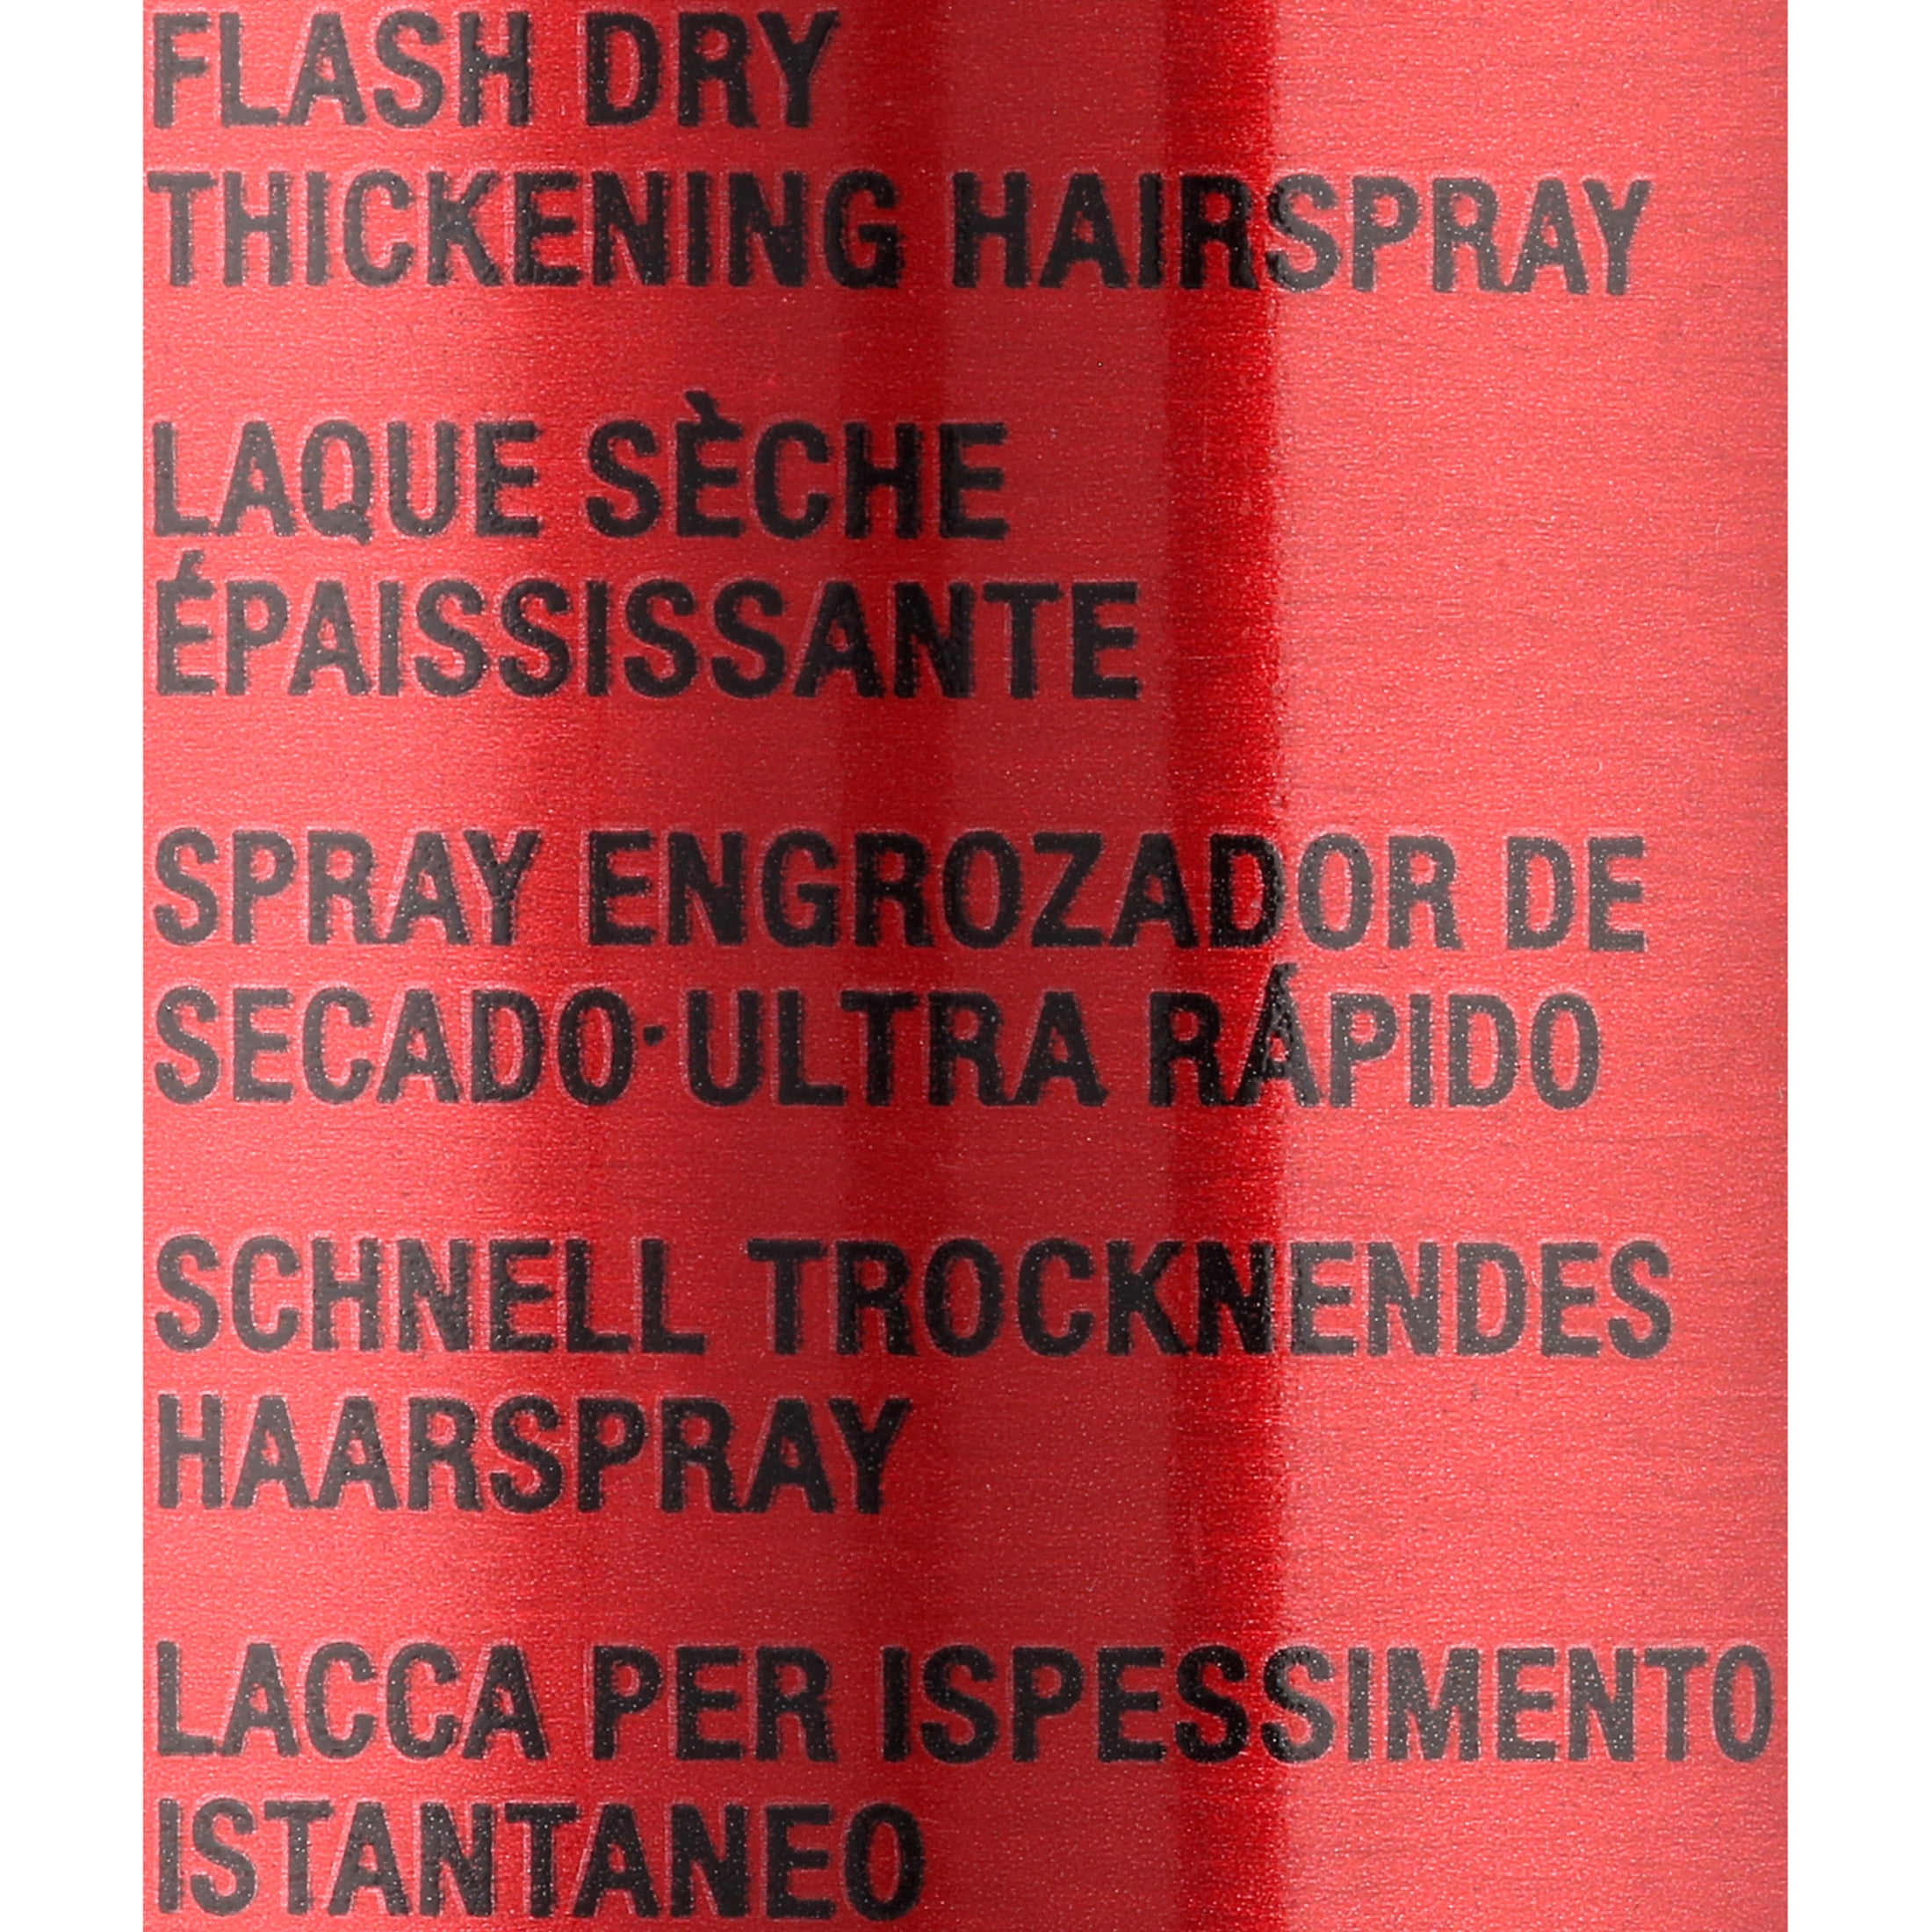 FLASH DRY
THICKENING HAIRSPRAY
LAQUE SÈCHE
ÉPAISSISSANTE
SPRAY ENGROZADOR DE
SECADO·ULTRA RÁPIDO
SCHNELL TROCKNENDES
HAARSPRAY
LACCA PER ISPESSIMENTO
ISTANTANEO